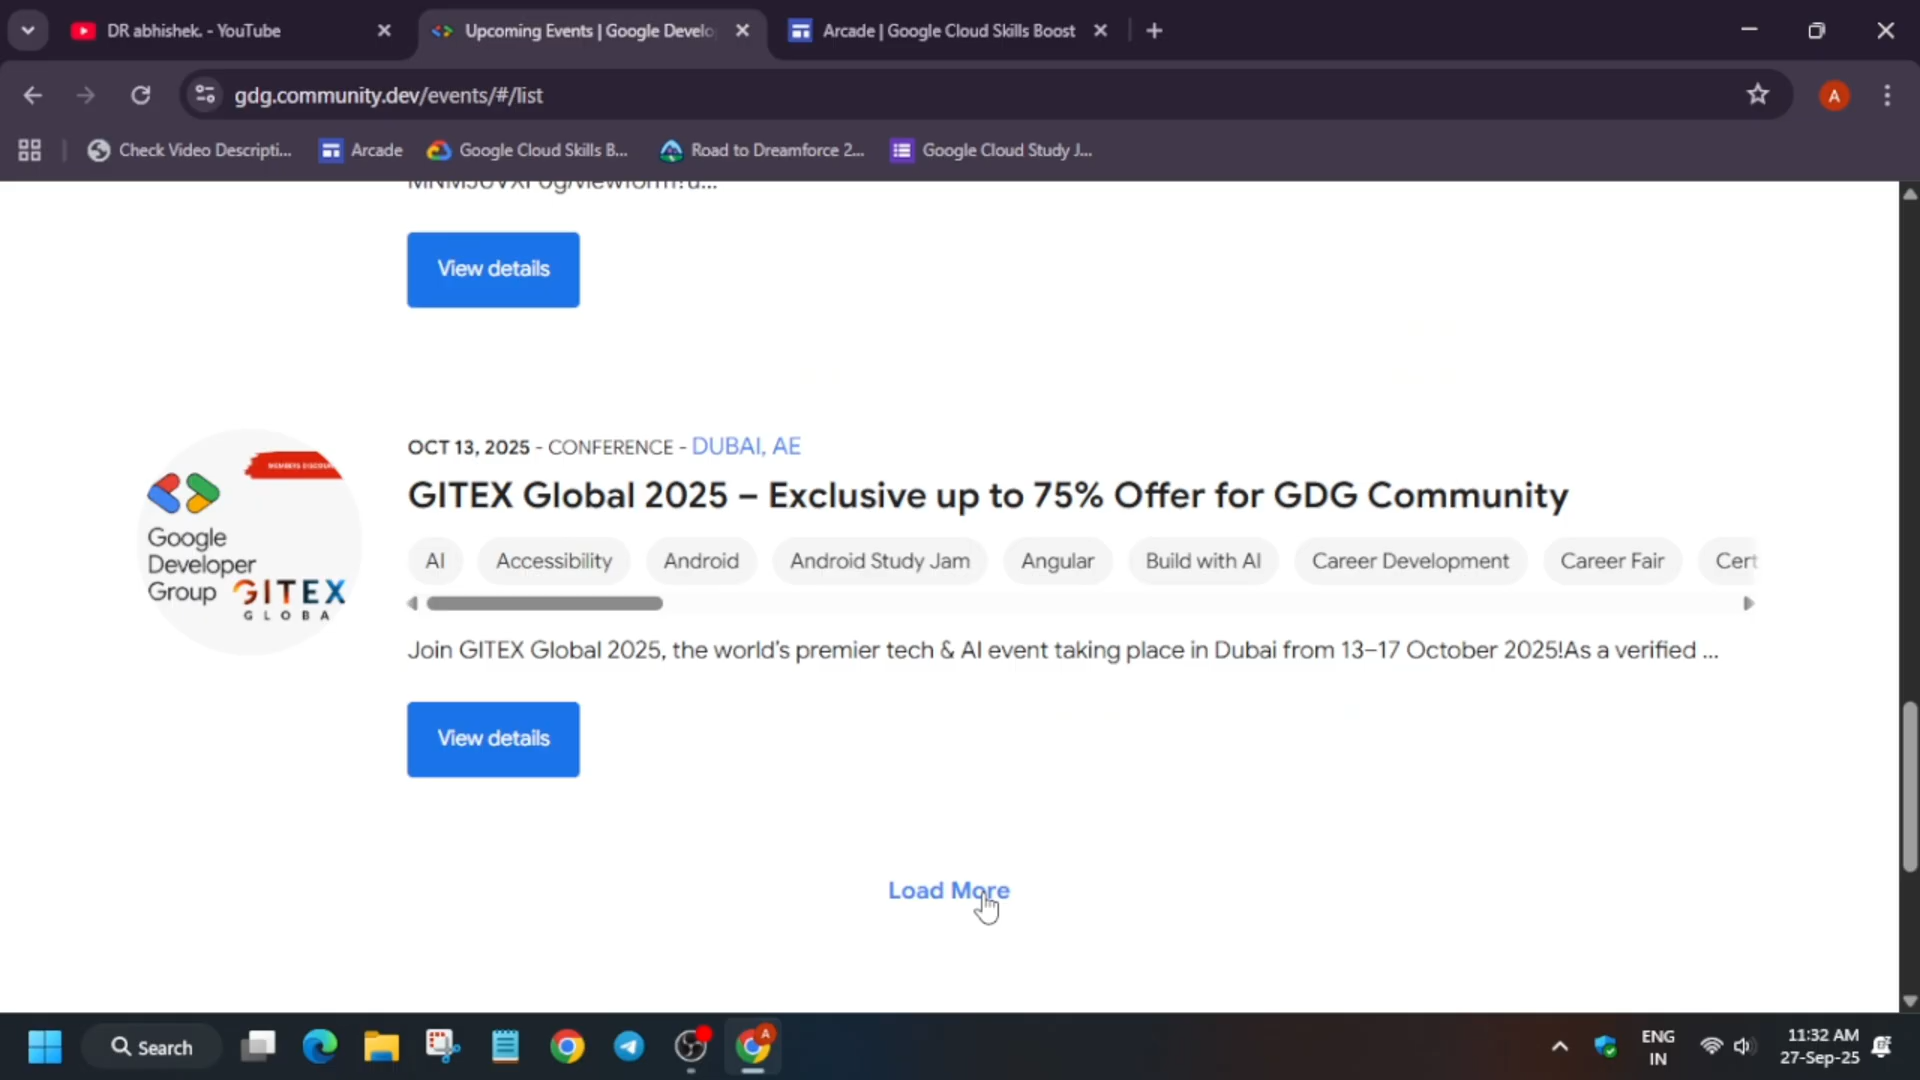 DR abhishek. - YouTube
Upcoming Events | Google Develo
Arcade | Google Cloud Skills Boost
gdg.community.dev/events/#/list
A
Check Video Descripti...
Arcade
Google Cloud Skills B...
Road to Dreamforce 2...
Google Cloud Study J...
View details
OCT 13, 2025 - CONFERENCE - DUBAI, AE
GITEX Global 2025 – Exclusive up to 75% Offer for GDG Community
Google
Developer
Group GITEX
GLOBA
AI Accessibility Android Android Study Jam Angular Build with AI Career Development Career Fair Cert
Join GITEX Global 2025, the world's premier tech & AI event taking place in Dubai from 13–17 October 2025!As a verified ...
View details
Load More
Search
A
ENG
IN
11:32 AM
27-Sep-25